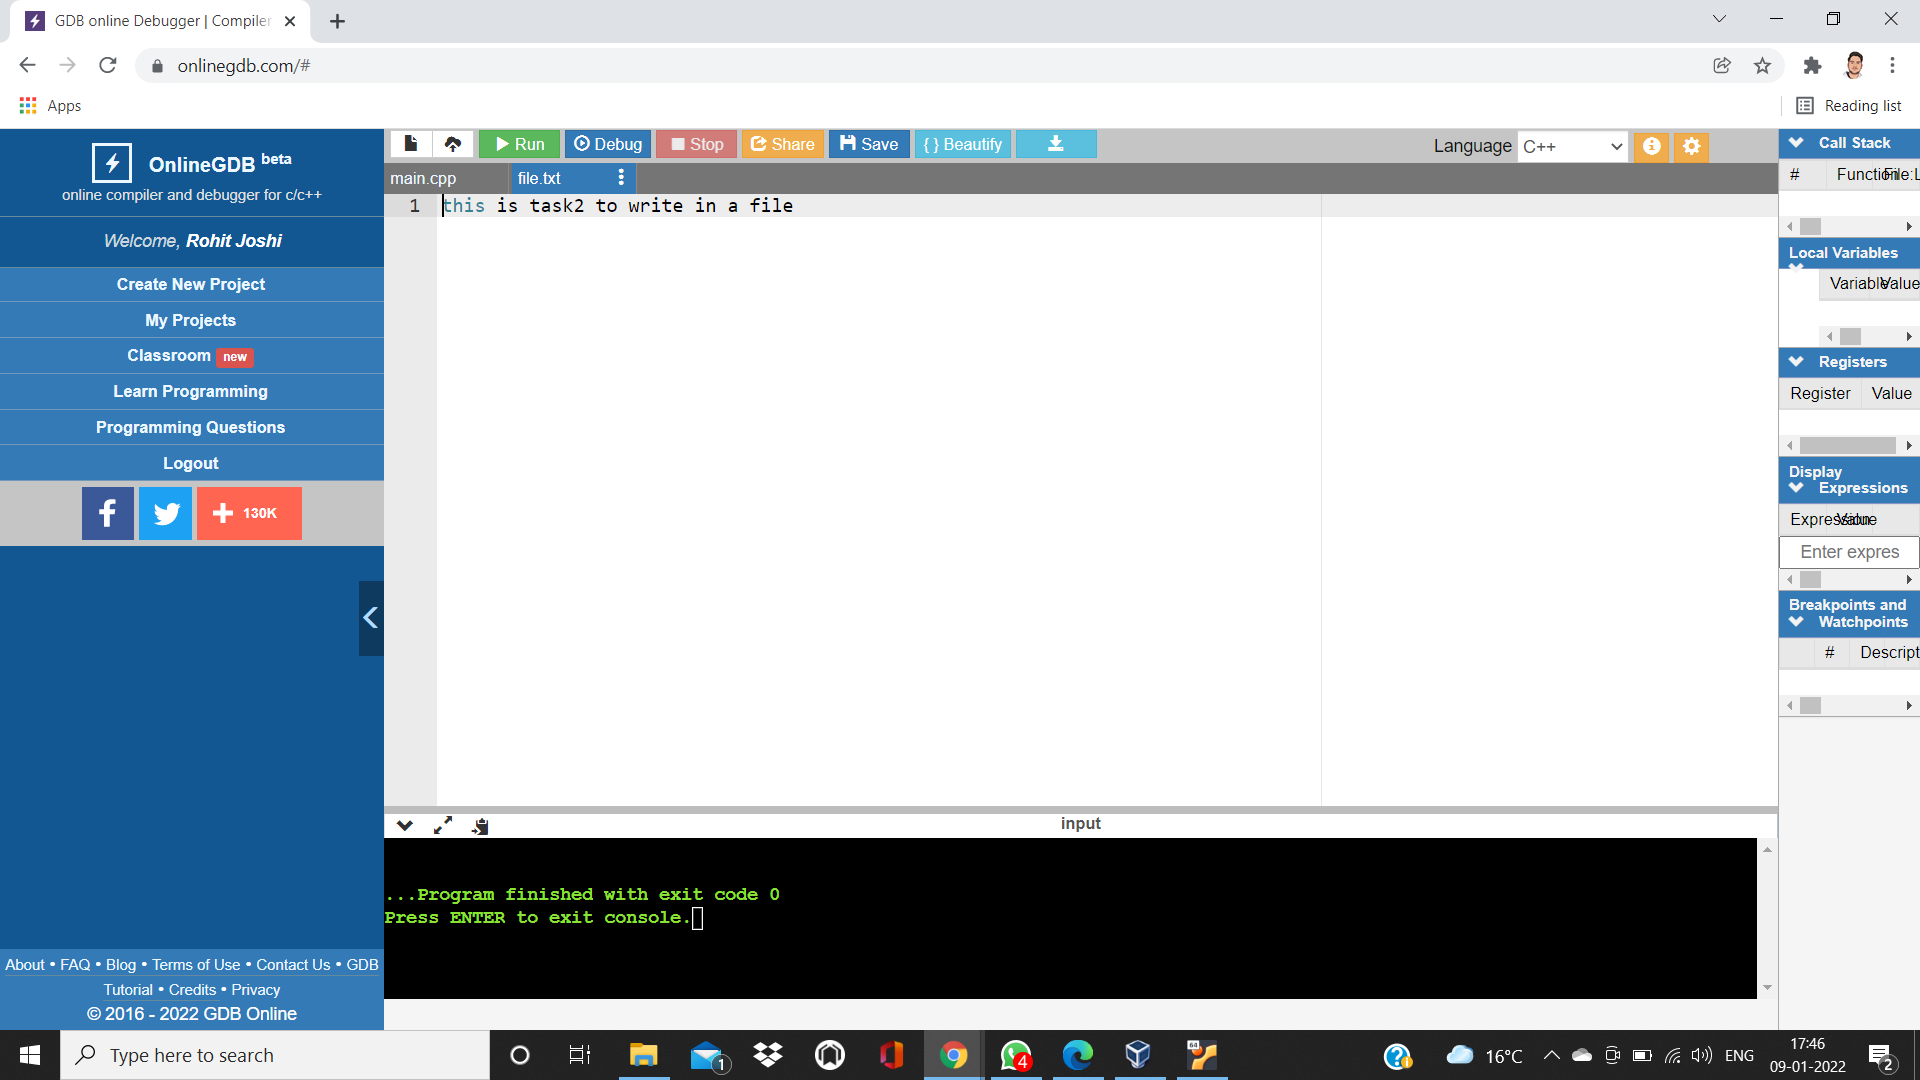 GDB online Debugger | Compiler
onlinegdb.com/#
Apps
Reading list
OnlineGDB beta
online compiler and debugger for c/c++
Welcome, Rohit Joshi
Create New Project
My Projects
Classroom new
Learn Programming
Programming Questions
Logout
130K
About • FAQ • Blog • Terms of Use • Contact Us • GDB
Tutorial • Credits • Privacy
© 2016 - 2022 GDB Online
Run Debug Stop Share Save { } Beautify
Language C++
main.cpp file.txt
1 this is task2 to write in a file
input
...Program finished with exit code 0
Press ENTER to exit console.
Call Stack
# Function File:L
Local Variables
Variable Value
Registers
Register Value
Display
Expressions
Expression Value
Enter expres
Breakpoints and
Watchpoints
# Descript
Type here to search
1
4
64
16°C
ENG
17:46
09-01-2022
2